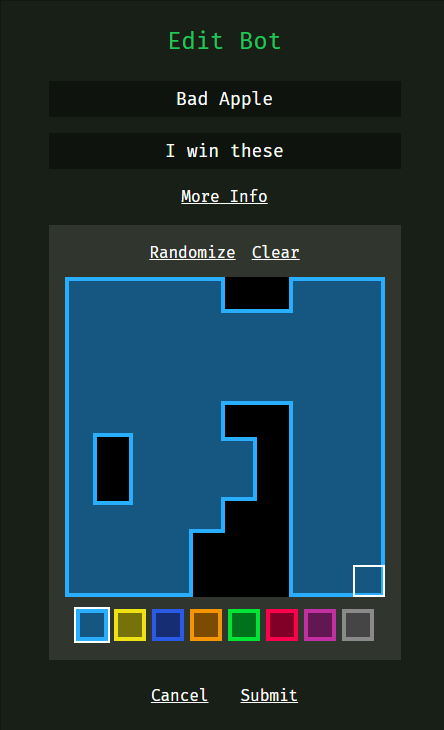 Edit Bot
Bad Apple
I win these
More Info
Randomize Clear
Cancel Submit